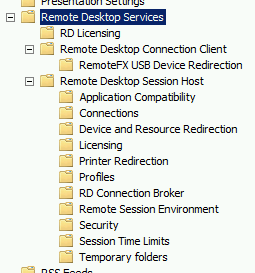 Presentation Settings
Remote Desktop Services
RD Licensing
Remote Desktop Connection Client
RemoteFX USB Device Redirection
Remote Desktop Session Host
Application Compatibility
Connections
Device and Resource Redirection
Licensing
Printer Redirection
Profiles
RD Connection Broker
Remote Session Environment
Security
Session Time Limits
Temporary folders
RSS Feeds